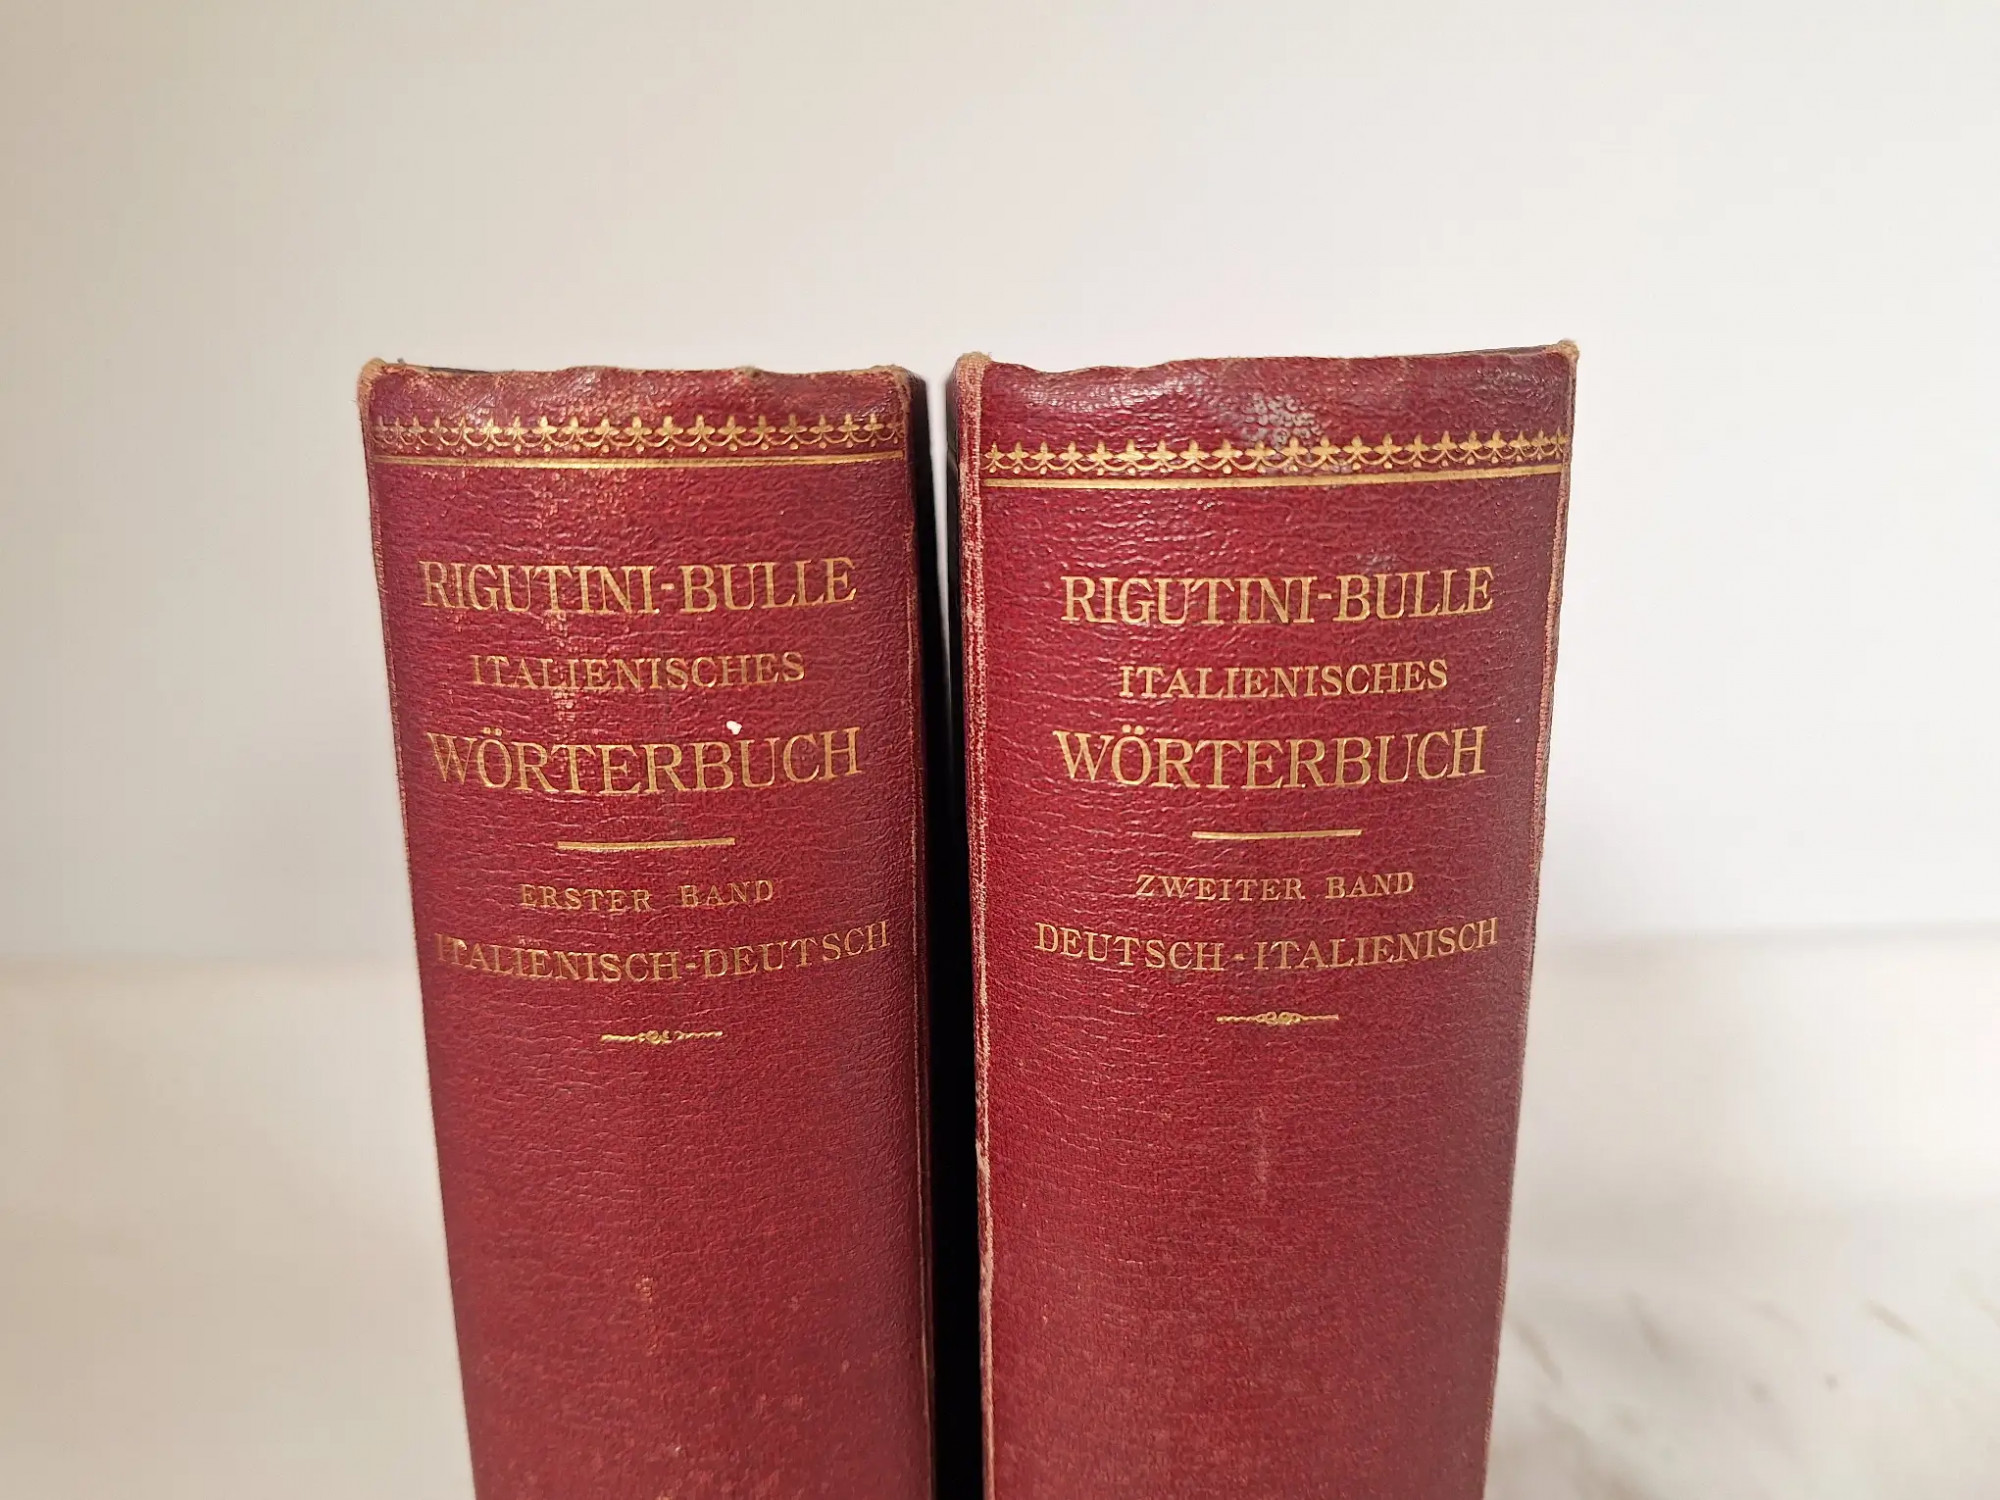 RIGUTINI-BULLE
ITALIENISCHES
WÖRTERBUCH
ERSTER BAND
ITALIENISCH-DEUTSCH
RIGUTINI-BULLE
ITALIENISCHES
WÖRTERBUCH
ZWEITER BAND
DEUTSCH-ITALIENISCH